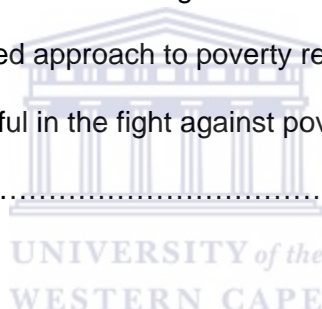 ed approach to poverty re
ful in the fight against pov
UNIVERSITY of the
WESTERN CAPE